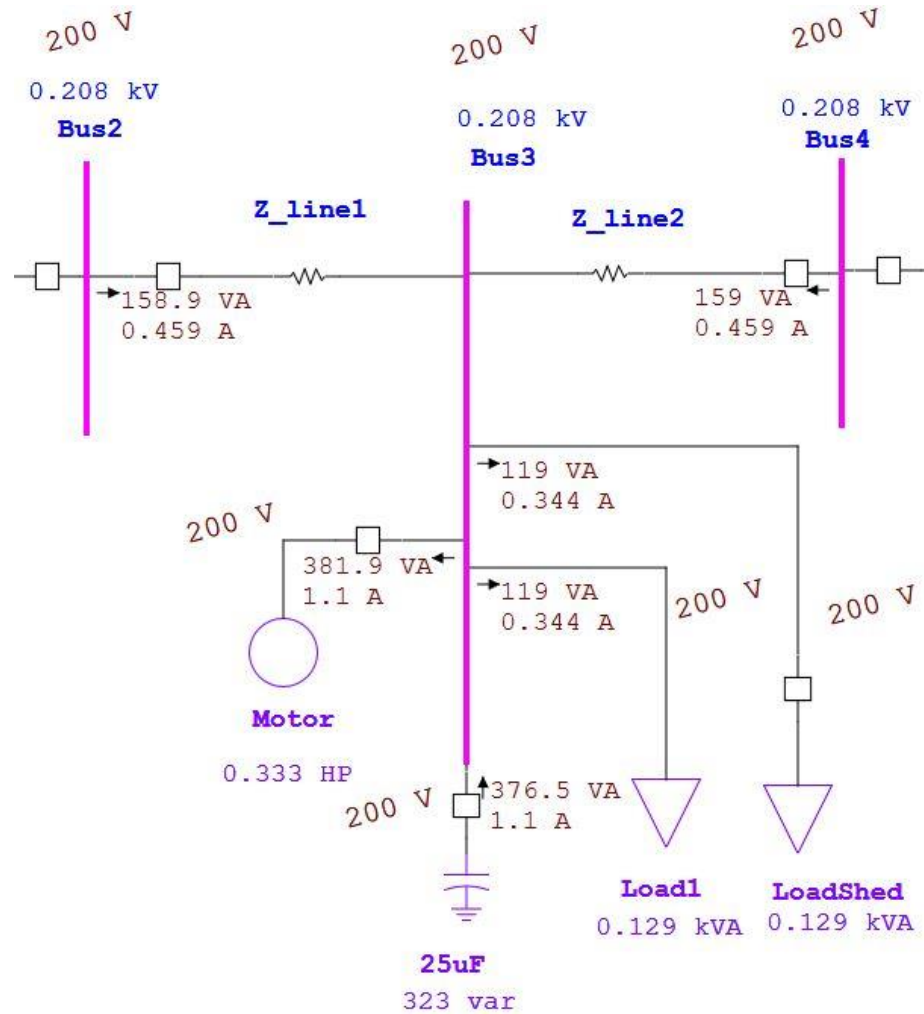 200 V
200 V
200 V
0.208 kV
0.208 kV
0.208 kV
Bus2
Bus3
Bus4
Z_line1
Z_line2
158.9 VA
0.459 A
159 VA
0.459 A
119 VA
0.344 A
200 V
381.9 VA
1.1 A
119 VA
0.344 A
200 V
200 V
Motor
0.333 HP
200 V
376.5 VA
1.1 A
Load1
0.129 kVA
LoadShed
0.129 kVA
25uF
323 var